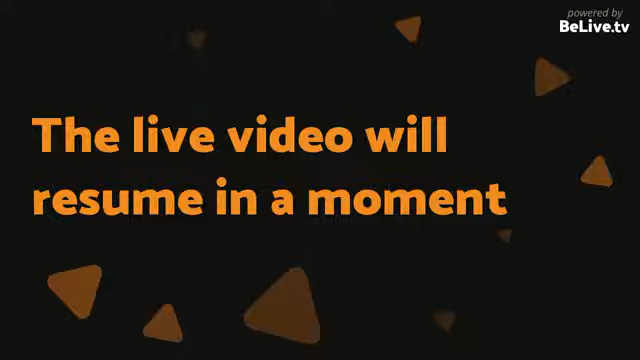 powered by
BeLive.tv
The live video will
resume in a moment